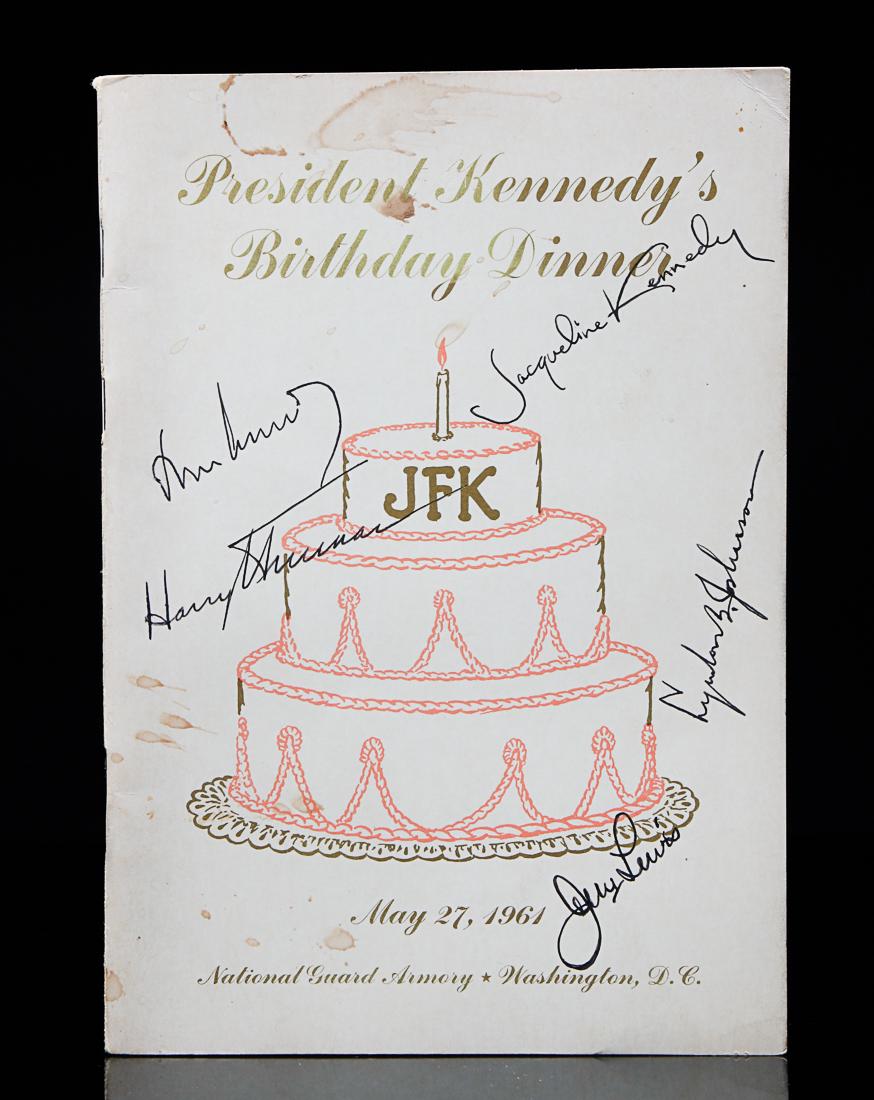 President Kennedy's
Birthday Dinner
Jacqueline Kennedy
JFK
Harry S Truman
Lyndon B. Johnson
Jerry Lewis
May 27, 1961
National Guard Armory ★ Washington, D.C.